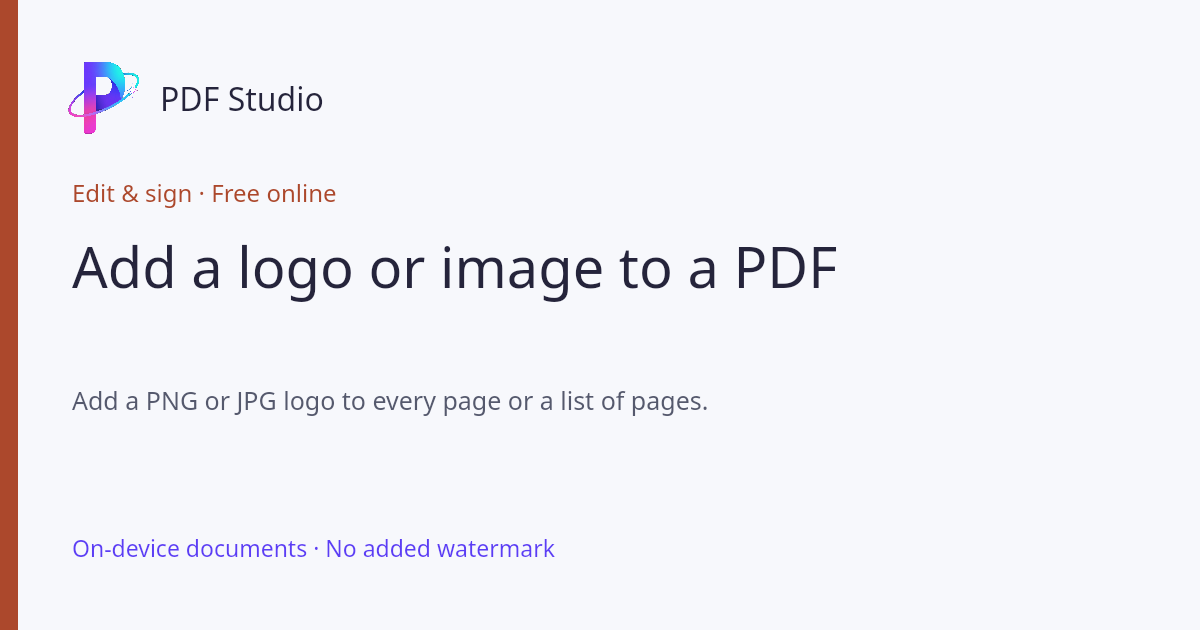 PDF Studio
Edit & sign · Free online
Add a logo or image to a PDF
Add a PNG or JPG logo to every page or a list of pages.
On-device documents · No added watermark